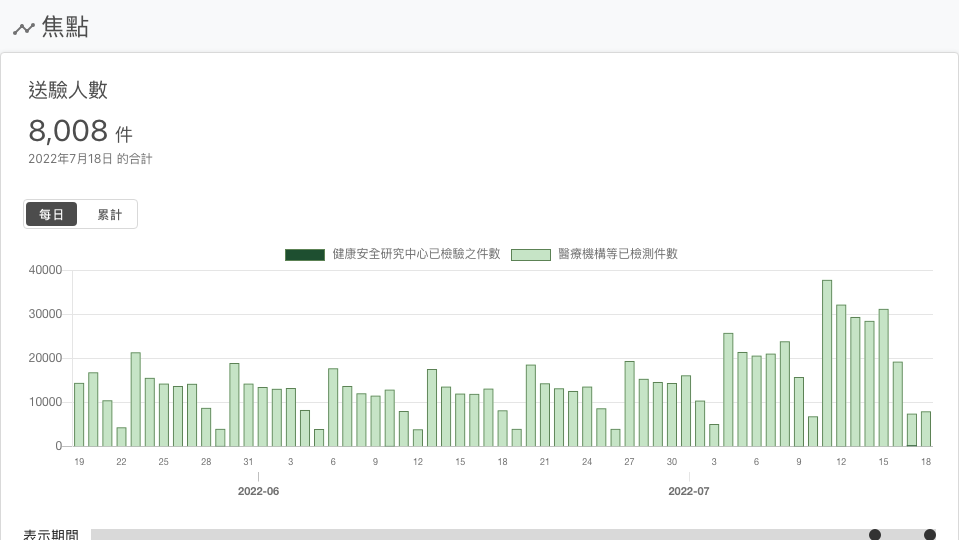 焦點
送驗人數
8,008 件
2022年7月18日 的合計
每日 累計
健康安全研究中心已檢驗之件數 醫療機構等已檢測件數
40000
30000
20000
10000
0
19 22 25 28 31 3 6 9 12 15 18 21 24 27 30 3 6 9 12 15 18
2022-06 2022-07
表示期間